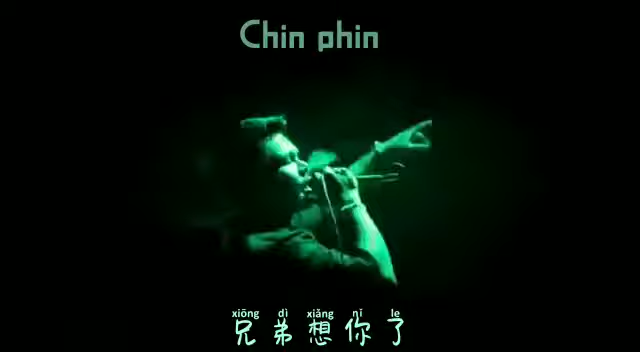 Chin phin
xiōng dì xiǎng nǐ le
兄弟想你了